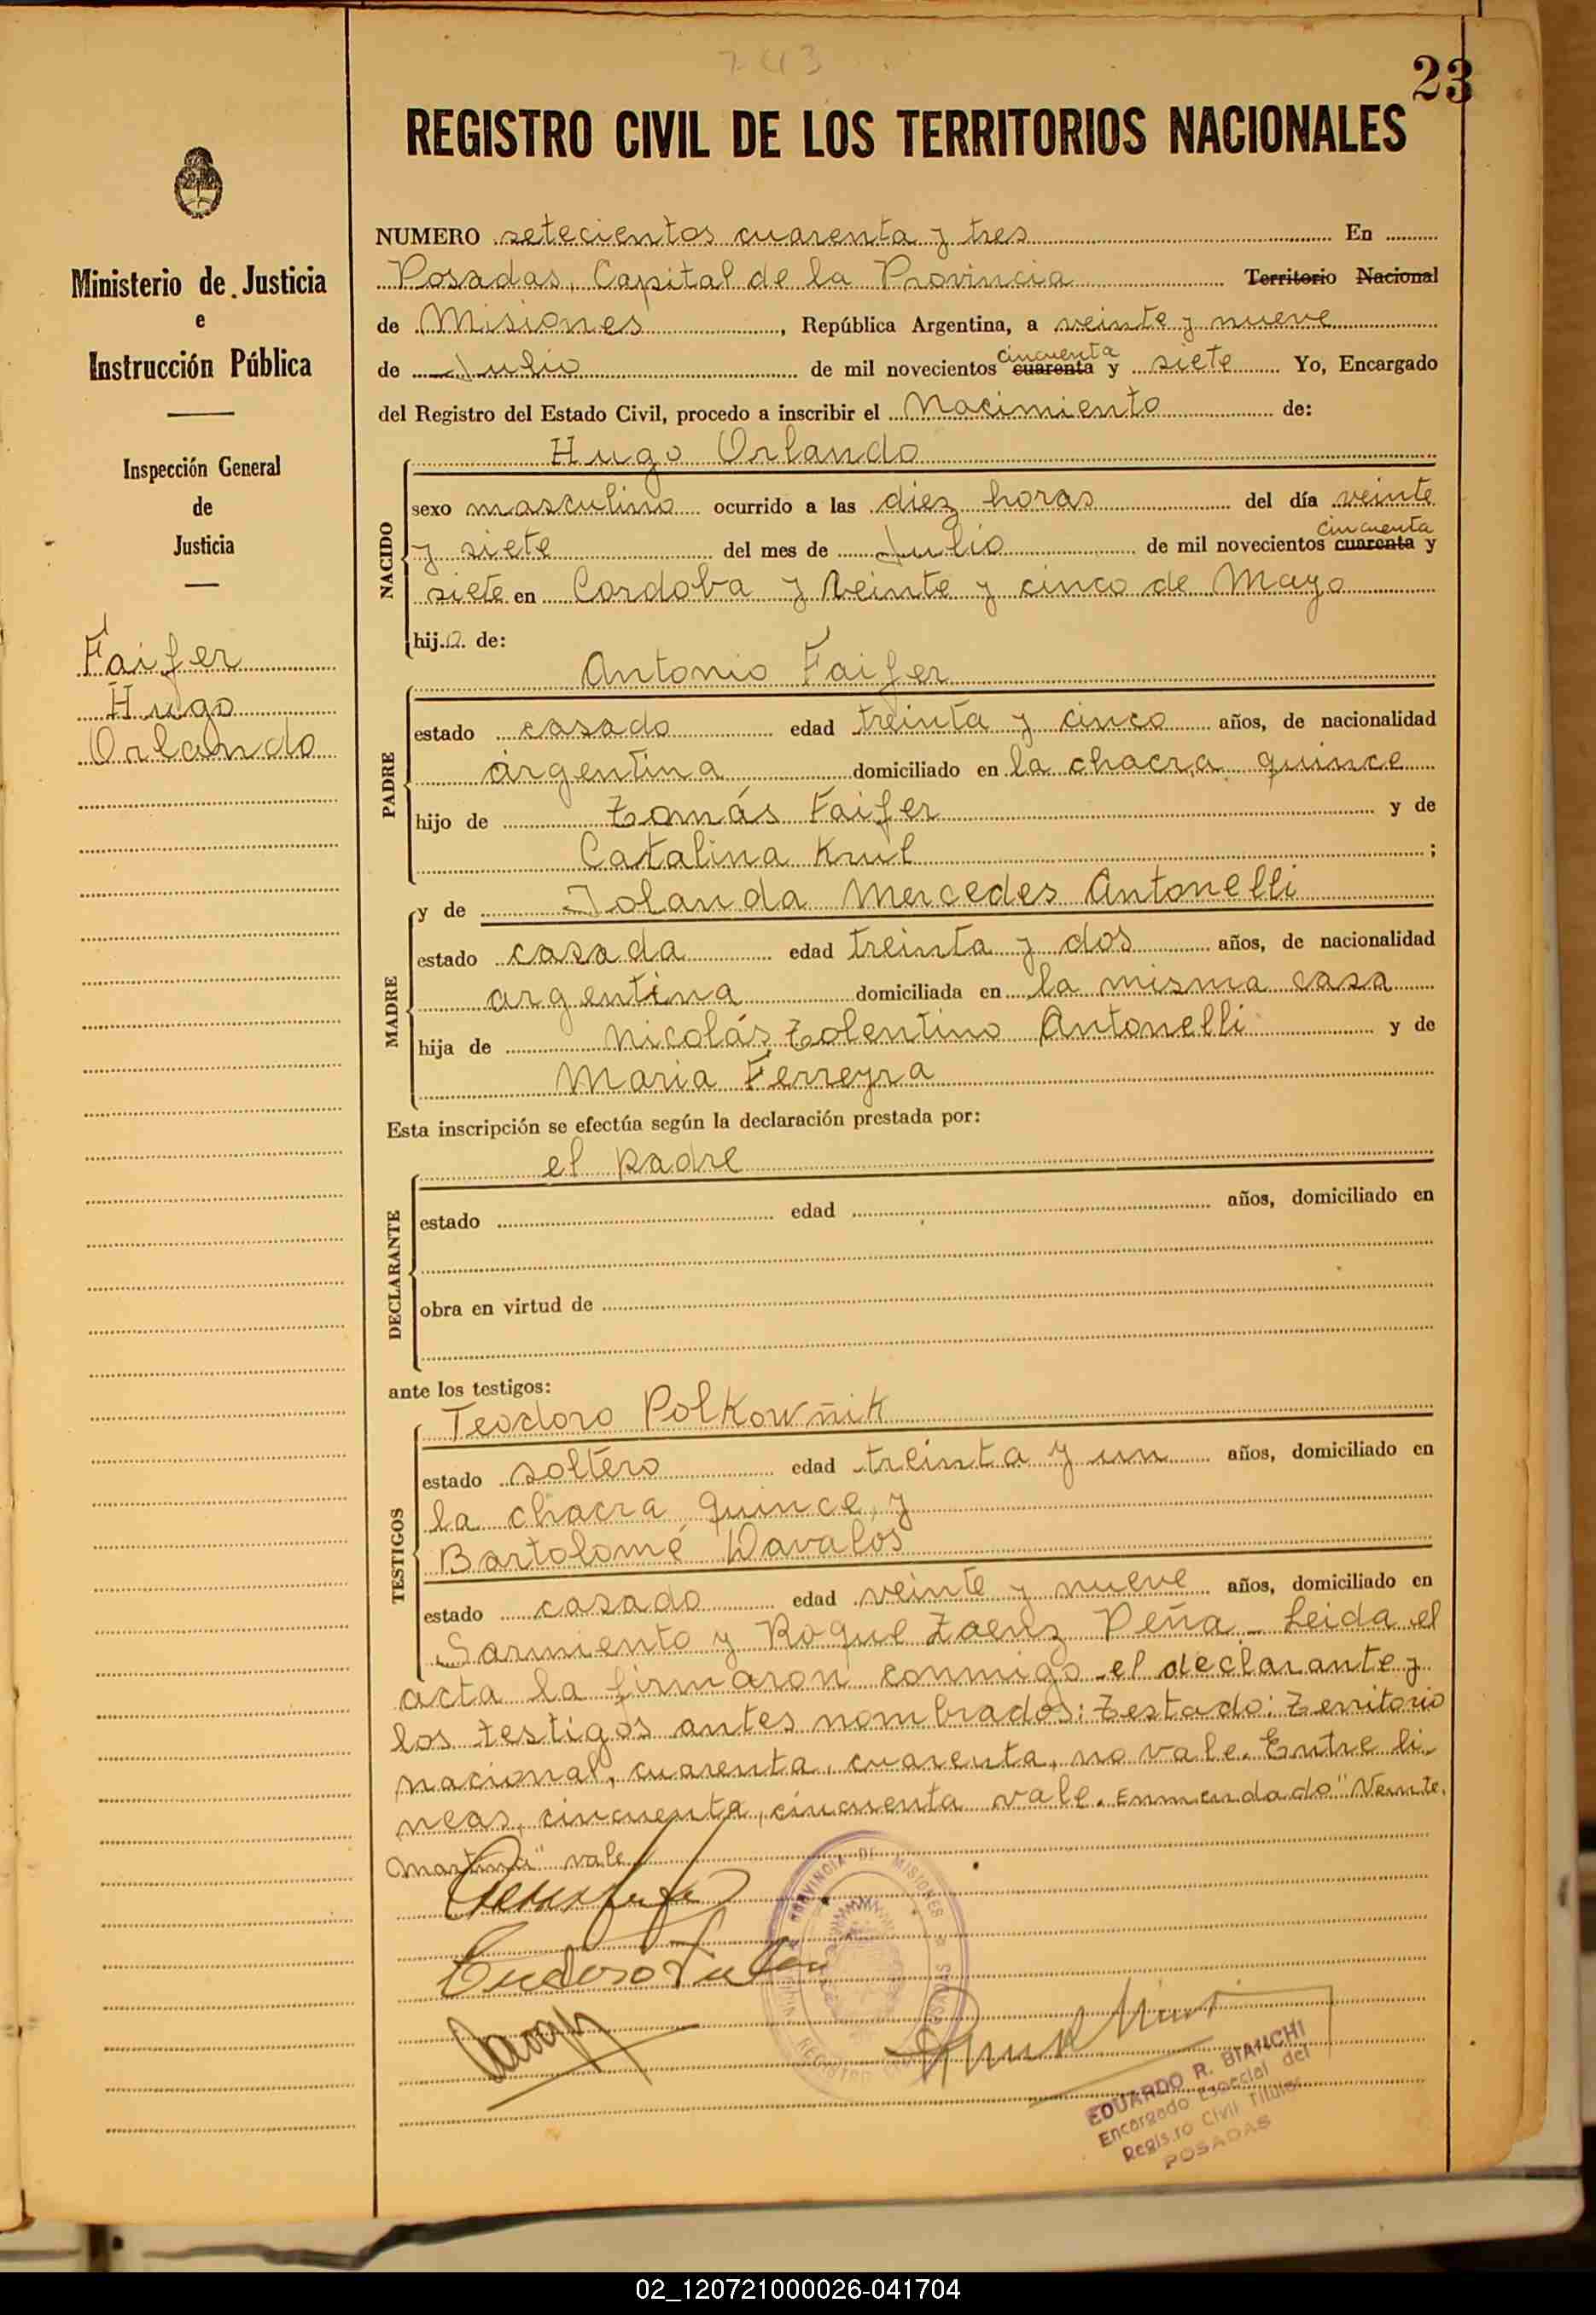 743
23
REGISTRO CIVIL DE LOS TERRITORIOS NACIONALES
Ministerio de Justicia
e
Instrucción Pública
Inspección General
de
Justicia
Faifer
Hugo
Orlando
NUMERO setecientos cuarenta y tres En
Posadas, Capital de la Provincia Territorio Nacional
de Misiones, República Argentina, a veinte y nueve
de Julio de mil novecientos cincuenta cuarenta y siete Yo, Encargado
del Registro del Estado Civil, procedo a inscribir el Nacimiento de:
NACIDO
Hugo Orlando
sexo masculino ocurrido a las diez horas del día veinte
y siete del mes de Julio de mil novecientos cincuenta cuarenta y
siete en Cordoba y Veinte y cinco de Mayo
hijo de:
PADRE
Antonio Faifer
estado casado edad treinta y cinco años, de nacionalidad
argentina domiciliado en la chacra quince
hijo de Tomás Faifer y de
Catalina Krul ;
MADRE
y de Iolanda Mercedes Antonelli
estado casada edad treinta y dos años, de nacionalidad
argentina domiciliada en la misma casa
hija de Nicolás Tolentino Antonelli y de
Maria Ferreyra
Esta inscripción se efectúa según la declaración prestada por:
DECLARANTE
el padre
estado edad años, domiciliado en
obra en virtud de
ante los testigos:
TESTIGOS
Teodoro Polkowñik
estado soltero edad treinta y un años, domiciliado en
la chacra quince, y
Bartolomé Davalos
estado casado edad veinte y nueve años, domiciliado en
Sarmiento y Roque Zaenz Peña - Leida el
acta la firmaron conmigo el declarante y
los testigos antes nombrados: Testado: Territorio
nacional, cuarenta, cuarenta, no vale. Entre li-
neas, cincuenta, cincuenta vale. Enmendado "Veinte,
vale
PROVINCIA DE MISIONES
REGISTRO CIVIL POSADAS
EDUARDO R. BIANCHI
Encargado Especial del
Registro Civil Titular
POSADAS
02_120721000026-041704